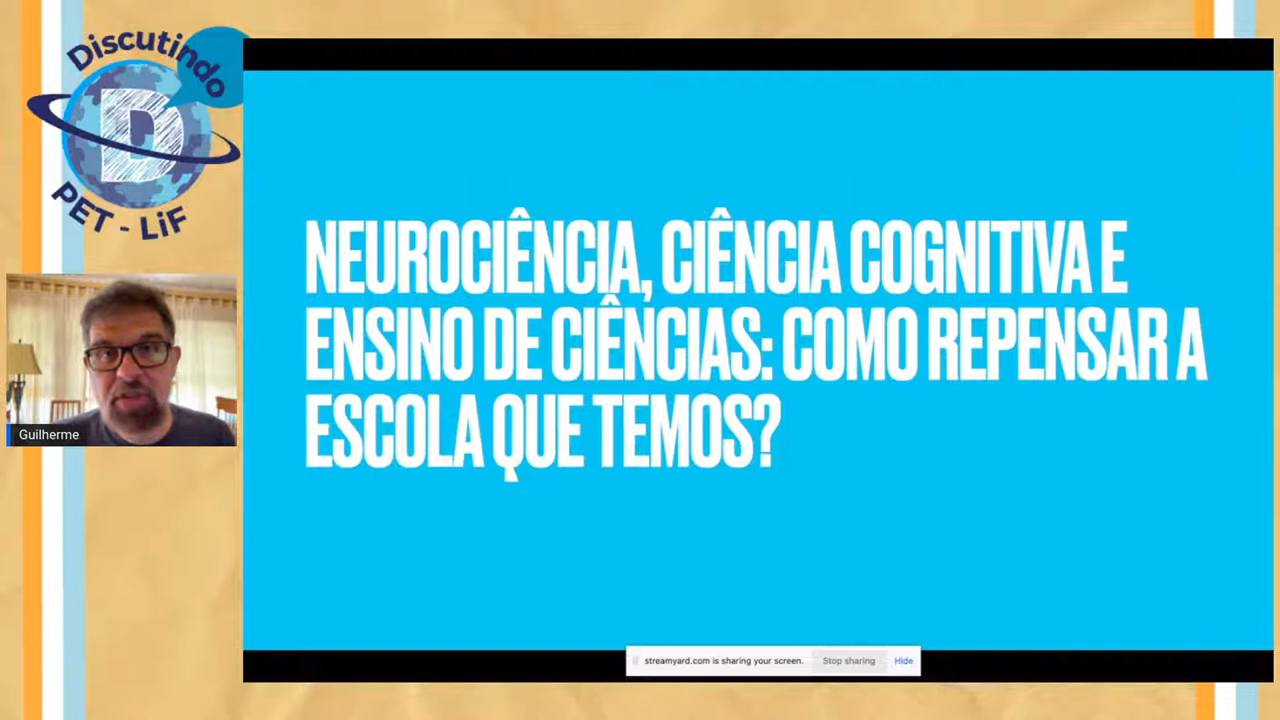 Discutindo
D
PET - LiF
Guilherme
NEUROCIÊNCIA, CIÊNCIA COGNITIVA E
ENSINO DE CIÊNCIAS: COMO REPENSAR A
ESCOLA QUE TEMOS?
streamyard.com is sharing your screen. Stop sharing Hide